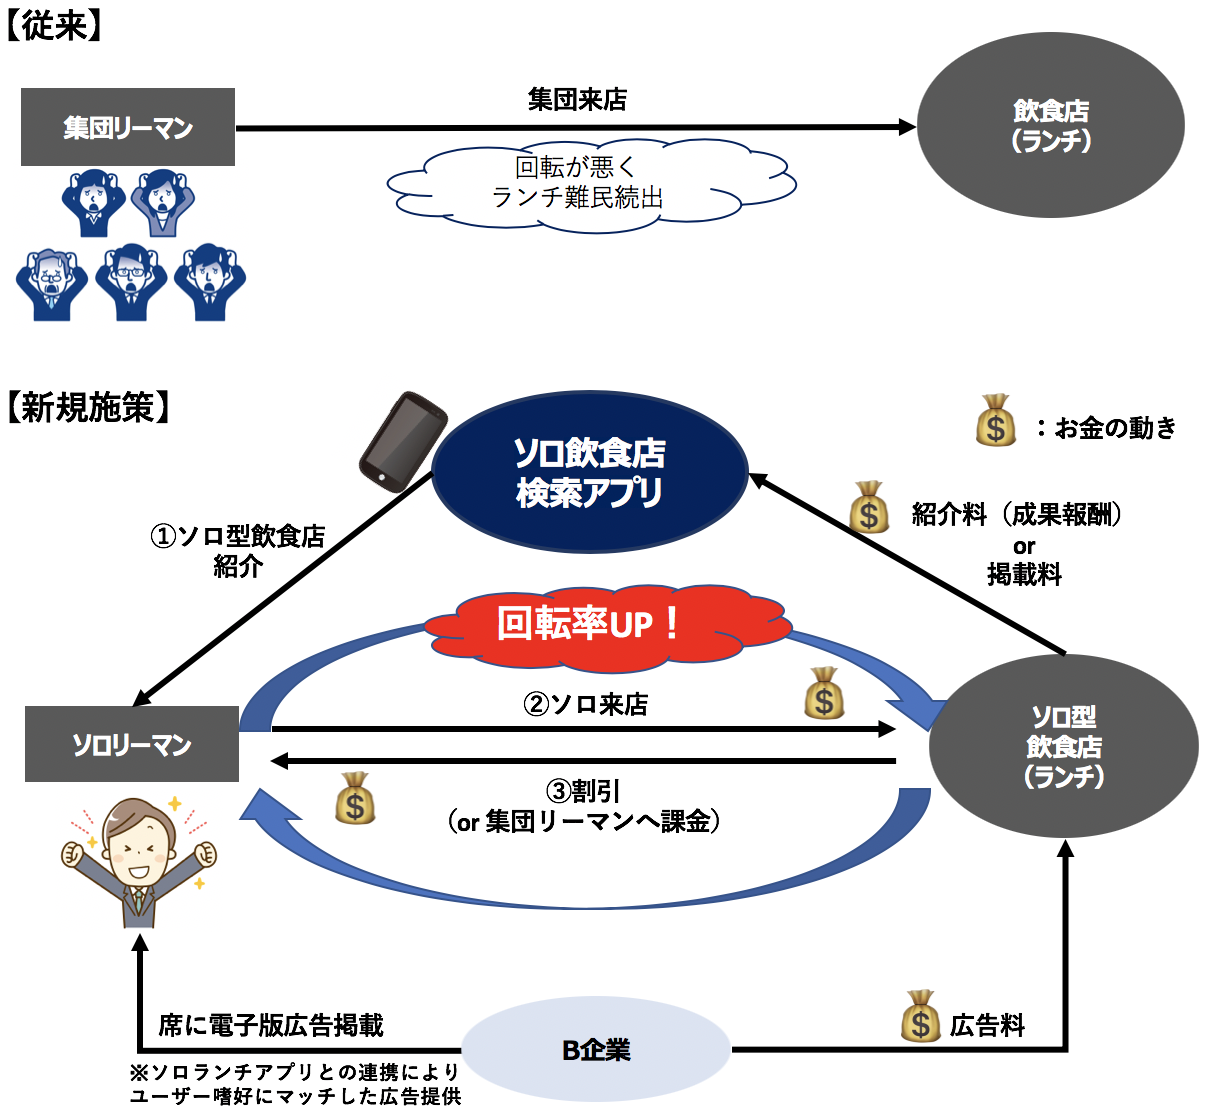 【従来】
集団リーマン
集団来店
回転が悪く
ランチ難民続出
飲食店
（ランチ）
【新規施策】
ソロ飲食店
検索アプリ
$
：お金の動き
①ソロ型飲食店
紹介
$
紹介料（成果報酬）
or
掲載料
回転率UP！
②ソロ来店
$
ソロリーマン
ソロ型
飲食店
（ランチ）
$
③割引
（or 集団リーマンへ課金）
席に電子版広告掲載
※ソロランチアプリとの連携により
ユーザー嗜好にマッチした広告提供
B企業
$
広告料